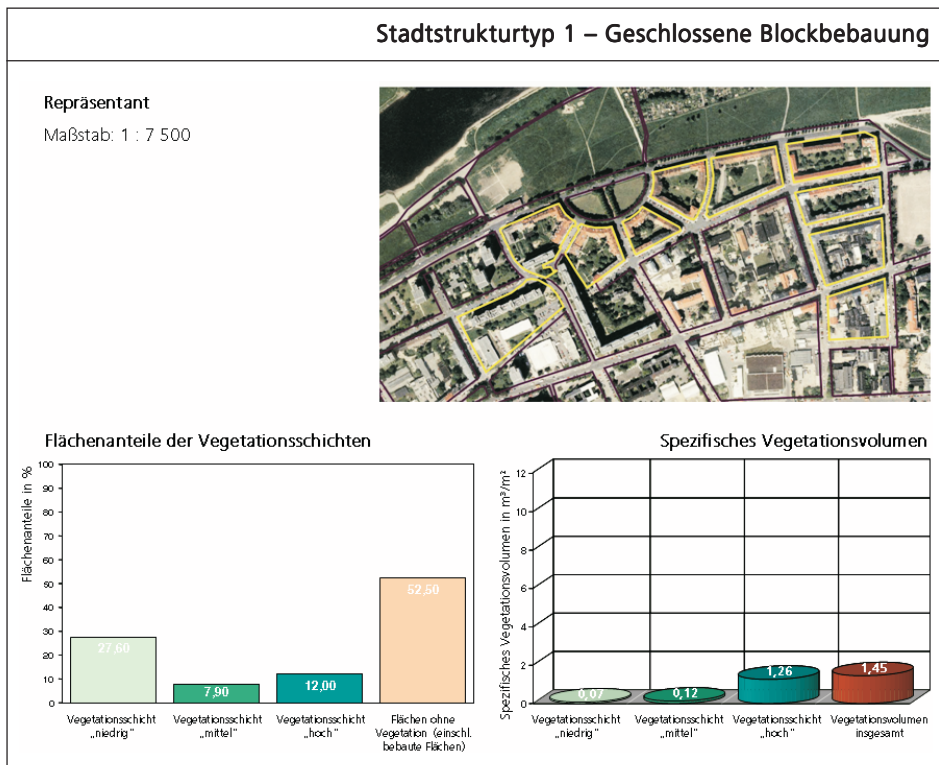 Stadtstrukturtyp 1 – Geschlossene Blockbebauung
Repräsentant
Maßstab: 1 : 7 500
Flächenanteile der Vegetationsschichten
Flächenanteile in %
100
90
80
70
60
50
40
30
20
10
0
27,60
7,90
12,00
52,50
Vegetationsschicht
„niedrig"
Vegetationsschicht
„mittel"
Vegetationsschicht
„hoch"
Flächen ohne
Vegetation (einschl.
bebaute Flächen)
Spezifisches Vegetationsvolumen
Spezifisches Vegetationsvolumen in m³/m²
12
10
8
6
4
2
0
0,07
0,12
1,26
1,45
Vegetationsschicht
„niedrig"
Vegetationsschicht
„mittel"
Vegetationsschicht
„hoch"
Vegetationsvolumen
insgesamt